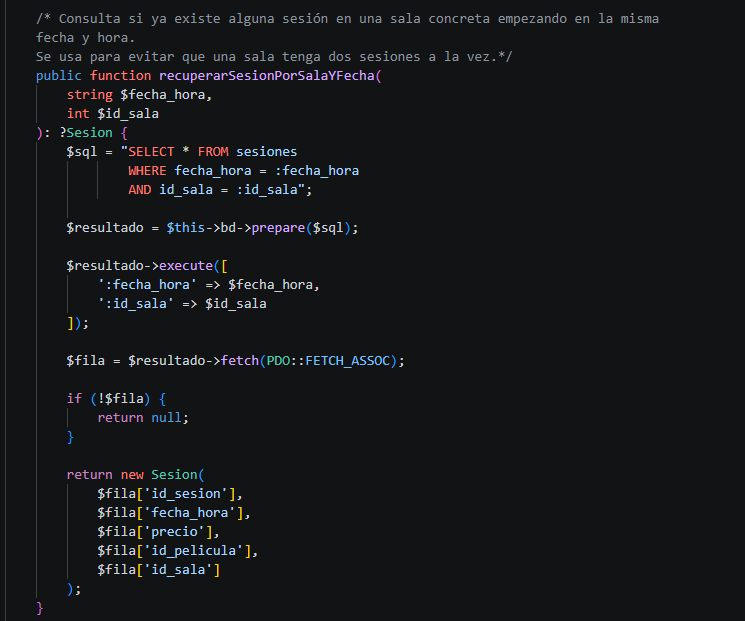 /* Consulta si ya existe alguna sesión en una sala concreta empezando en la misma
fecha y hora.
Se usa para evitar que una sala tenga dos sesiones a la vez.*/
public function recuperarSesionPorSalaYFecha(
    string $fecha_hora,
    int $id_sala
): ?Sesion {
    $sql = "SELECT * FROM sesiones
            WHERE fecha_hora = :fecha_hora
            AND id_sala = :id_sala";

    $resultado = $this->bd->prepare($sql);

    $resultado->execute([
        ':fecha_hora' => $fecha_hora,
        ':id_sala' => $id_sala
    ]);

    $fila = $resultado->fetch(PDO::FETCH_ASSOC);

    if (!$fila) {
        return null;
    }

    return new Sesion(
        $fila['id_sesion'],
        $fila['fecha_hora'],
        $fila['precio'],
        $fila['id_pelicula'],
        $fila['id_sala']
    );
}